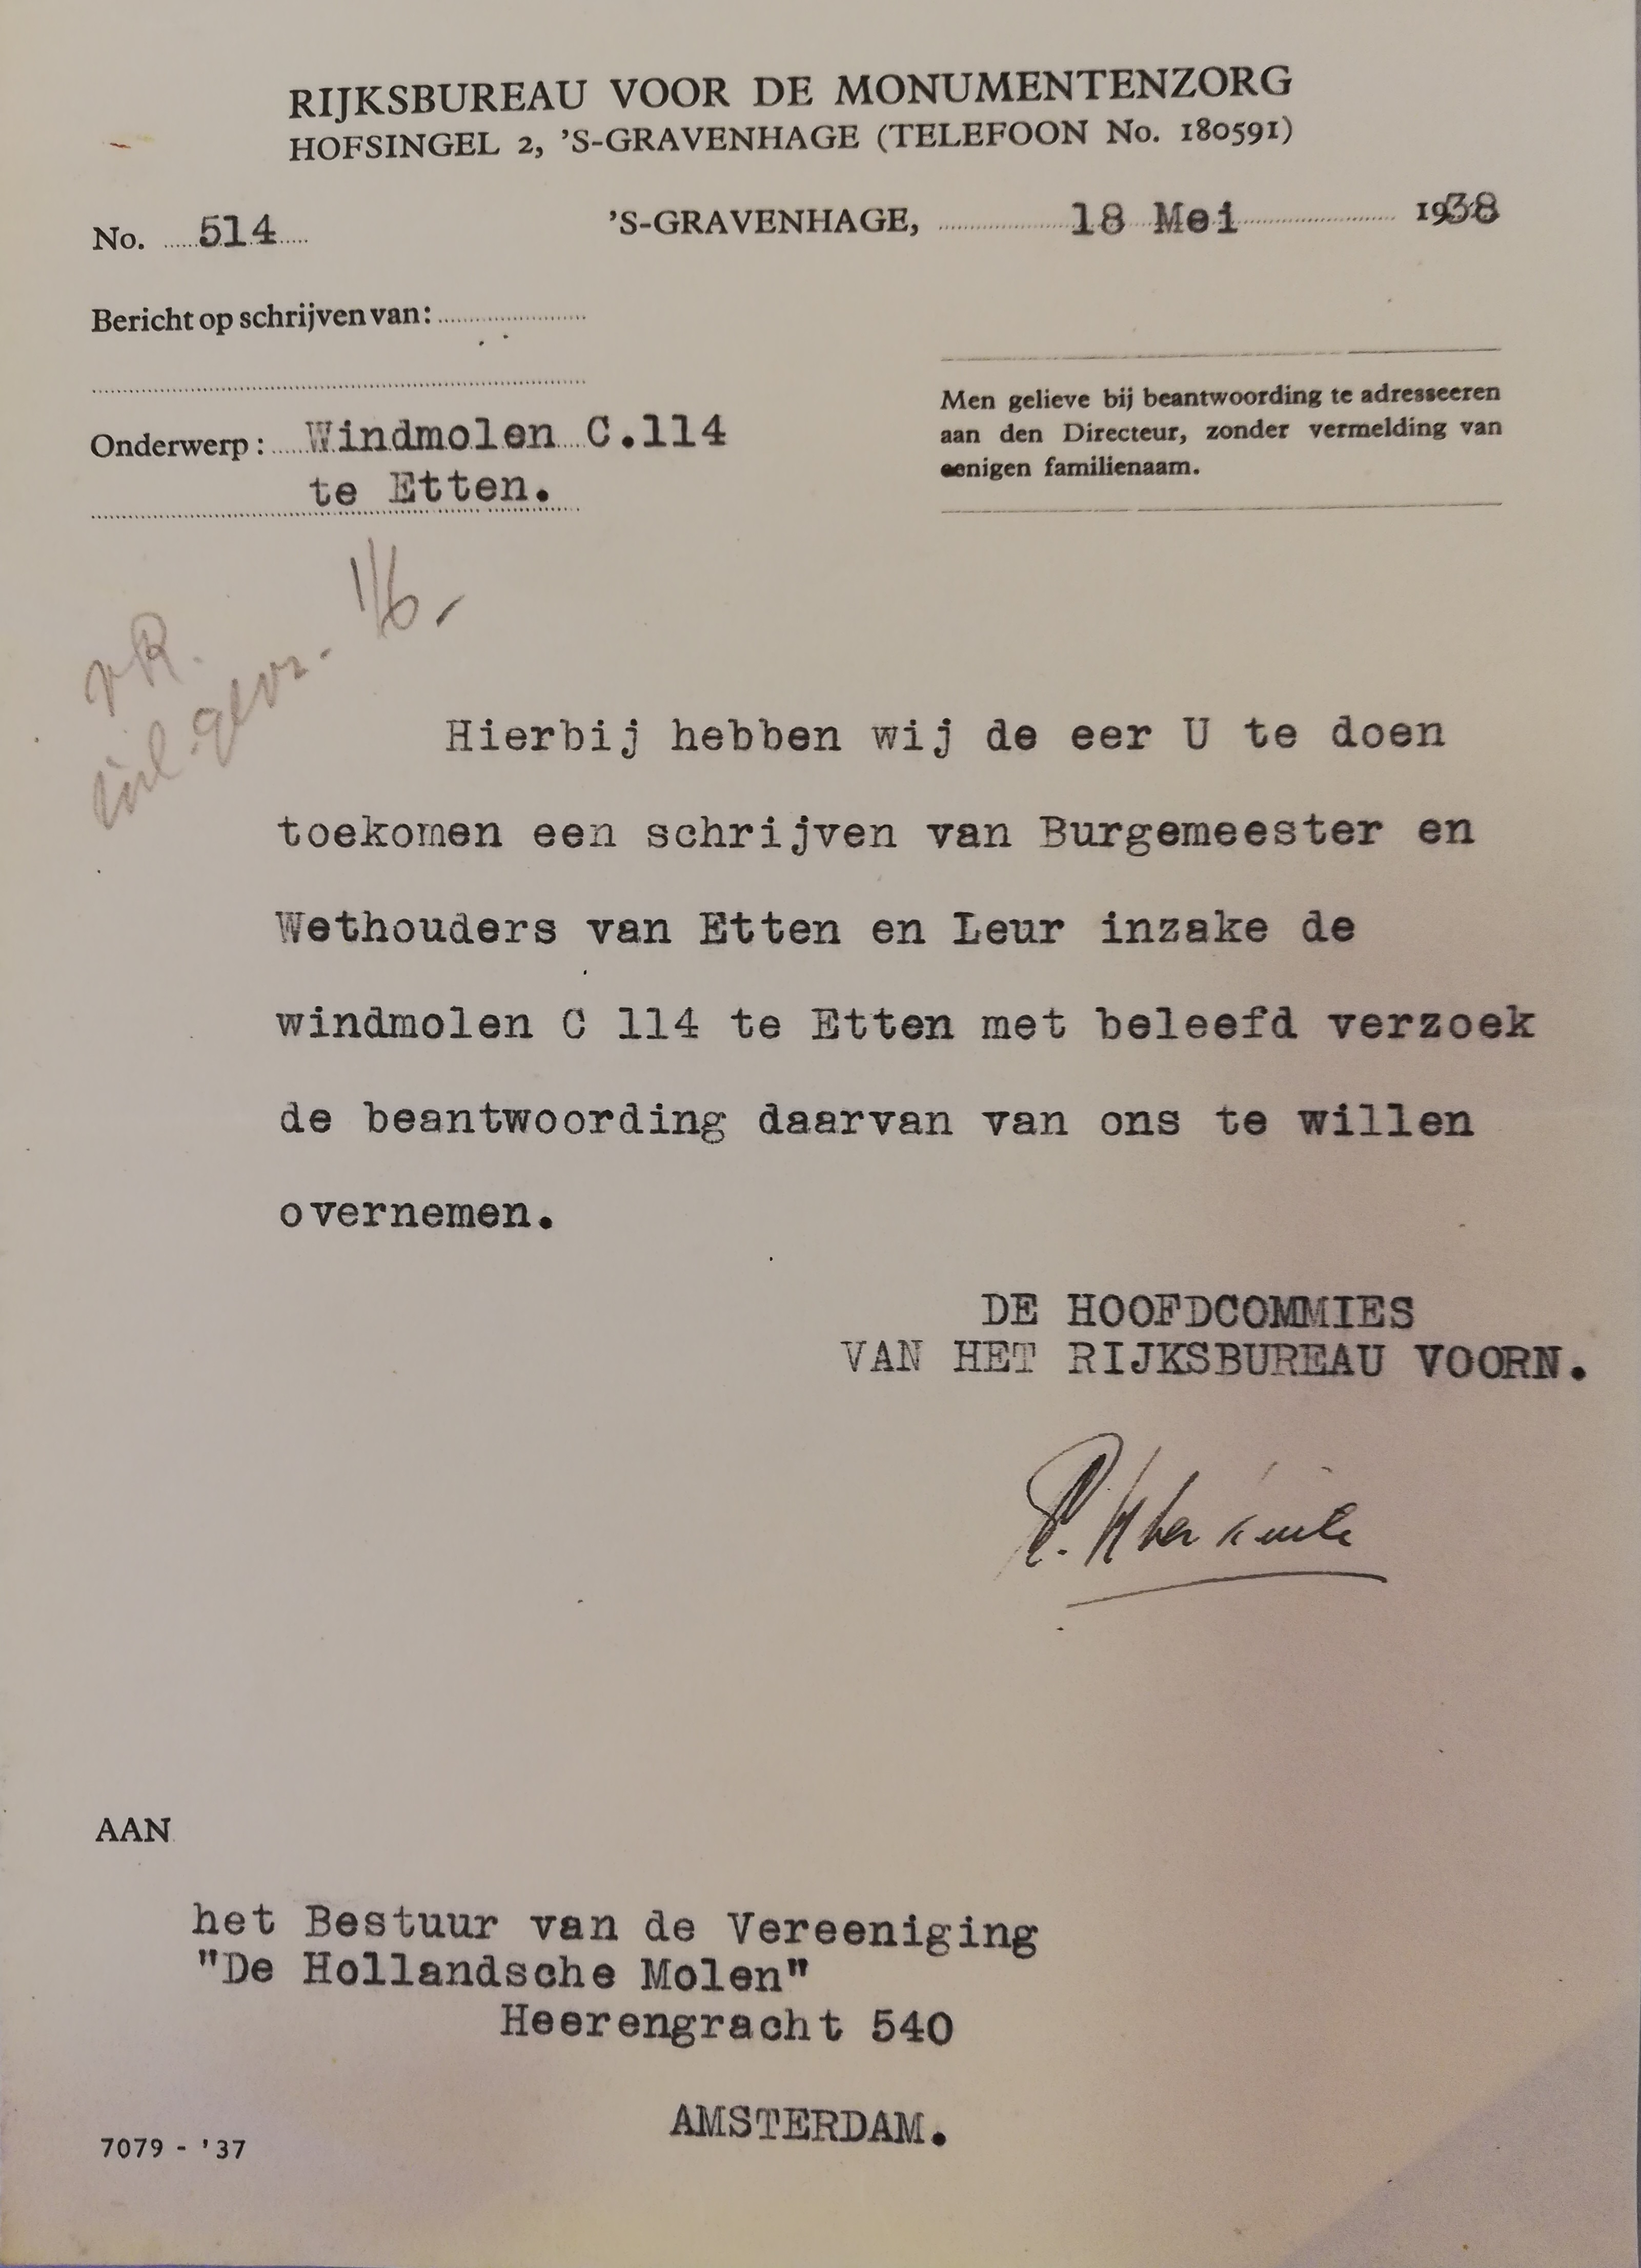 RIJKSBUREAU VOOR DE MONUMENTENZORG
HOFSINGEL 2, 'S-GRAVENHAGE (TELEFOON No. 180591)
No. 514
'S-GRAVENHAGE, 18 Mei 1938
Bericht op schrijven van:
Onderwerp: Windmolen C.114
te Etten.
Men gelieve bij beantwoording te adresseeren
aan den Directeur, zonder vermelding van
eenigen familienaam.
1/6.
Hierbij hebben wij de eer U te doen
toekomen een schrijven van Burgemeester en
Wethouders van Etten en Leur inzake de
windmolen C 114 te Etten met beleefd verzoek
de beantwoording daarvan van ons te willen
overnemen.
DE HOOFDCOMMIES
VAN HET RIJKSBUREAU VOORN.
AAN
het Bestuur van de Vereeniging
"De Hollandsche Molen"
Heerengracht 540
AMSTERDAM.
7079 - '37